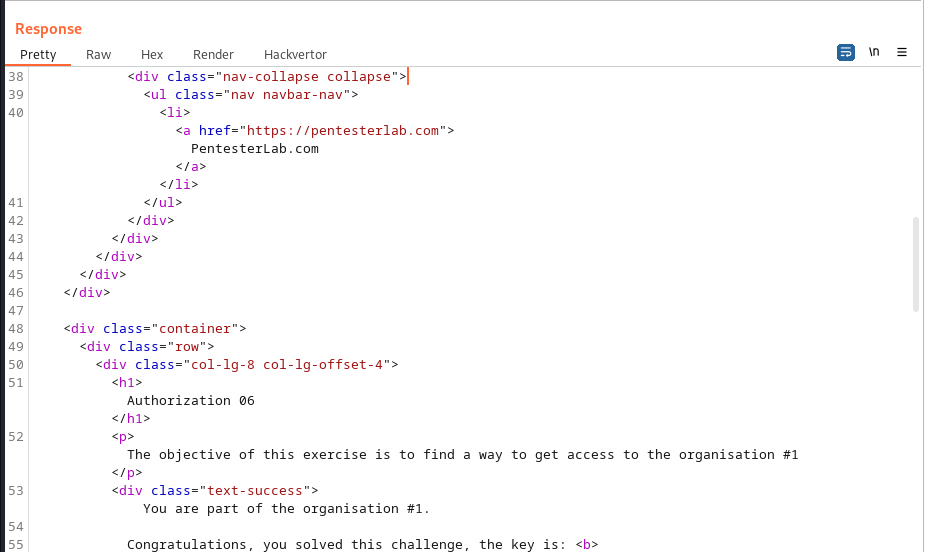 Response
Pretty Raw Hex Render Hackvertor \n ≡
38 <div class="nav-collapse collapse">
39 <ul class="nav navbar-nav">
40 <li>
<a href="https://pentesterlab.com">
PentesterLab.com
</a>
</li>
41 </ul>
42 </div>
43 </div>
44 </div>
45 </div>
46 </div>
47
48 <div class="container">
49 <div class="row">
50 <div class="col-lg-8 col-lg-offset-4">
51 <h1>
Authorization 06
</h1>
52 <p>
The objective of this exercise is to find a way to get access to the organisation #1
</p>
53 <div class="text-success">
You are part of the organisation #1.
54
55 Congratulations, you solved this challenge, the key is: <b>